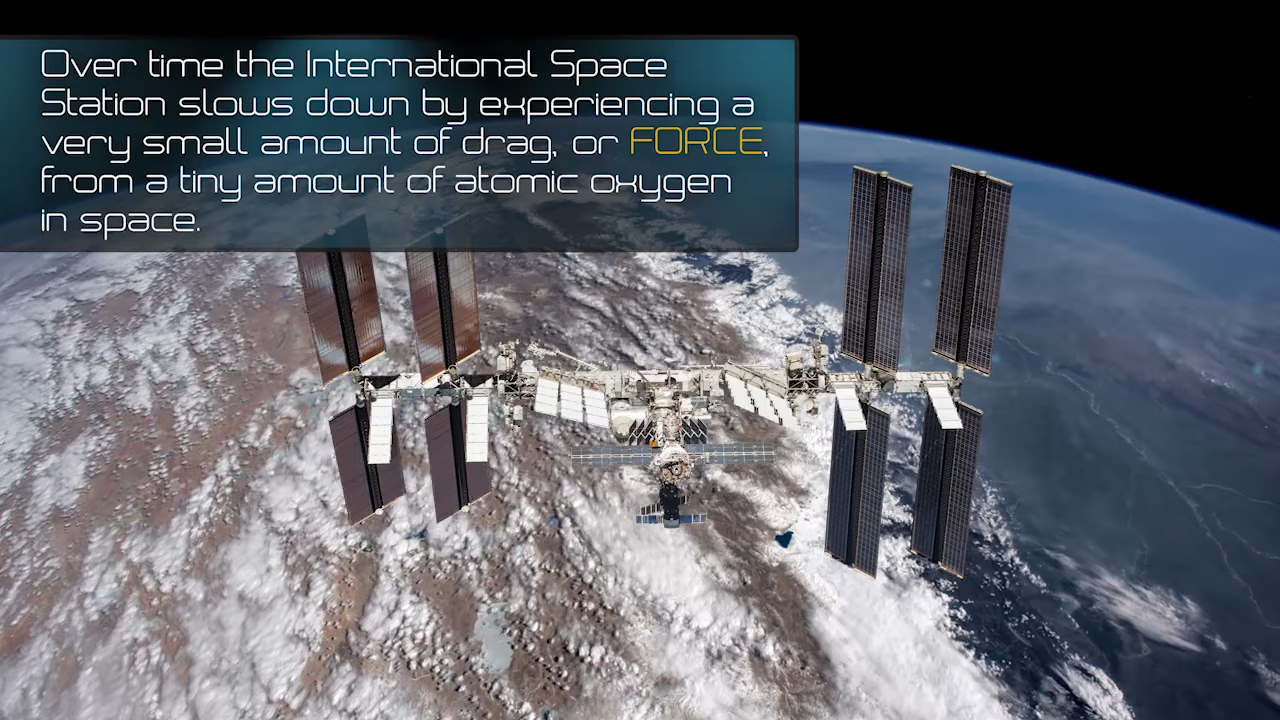 Over time the International Space
Station slows down by experiencing a
very small amount of drag, or FORCE,
from a tiny amount of atomic oxygen
in space.